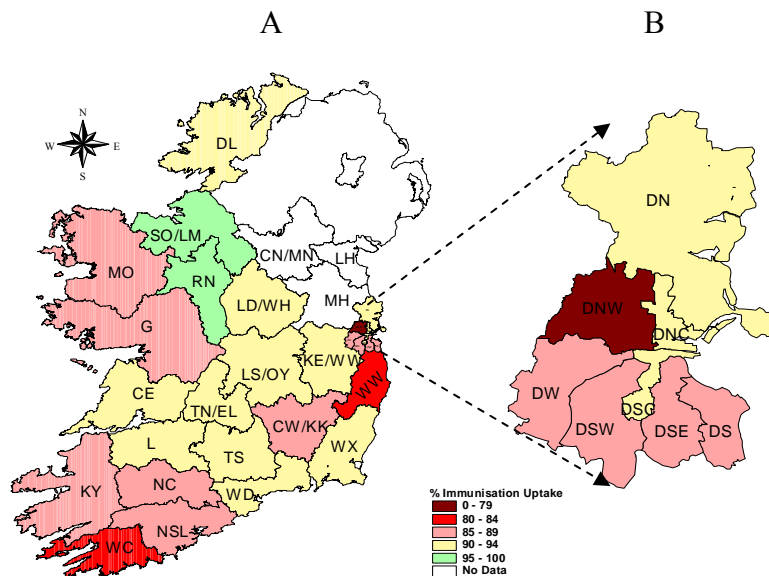 A B
N
W E
S
DL
SO/LM
CN/MN
LH
MO
RN
MH
LD/WH
G
KE/WW
LS/OY
WW
CE
TN/EL
CW/KK
L
TS
WX
KY
NC
WD
NSL
WC
DN
DNW
DNC
DW
DSC
DSW
DSE
DS
% Immunisation Uptake
0 - 79
80 - 84
85 - 89
90 - 94
95 - 100
No Data